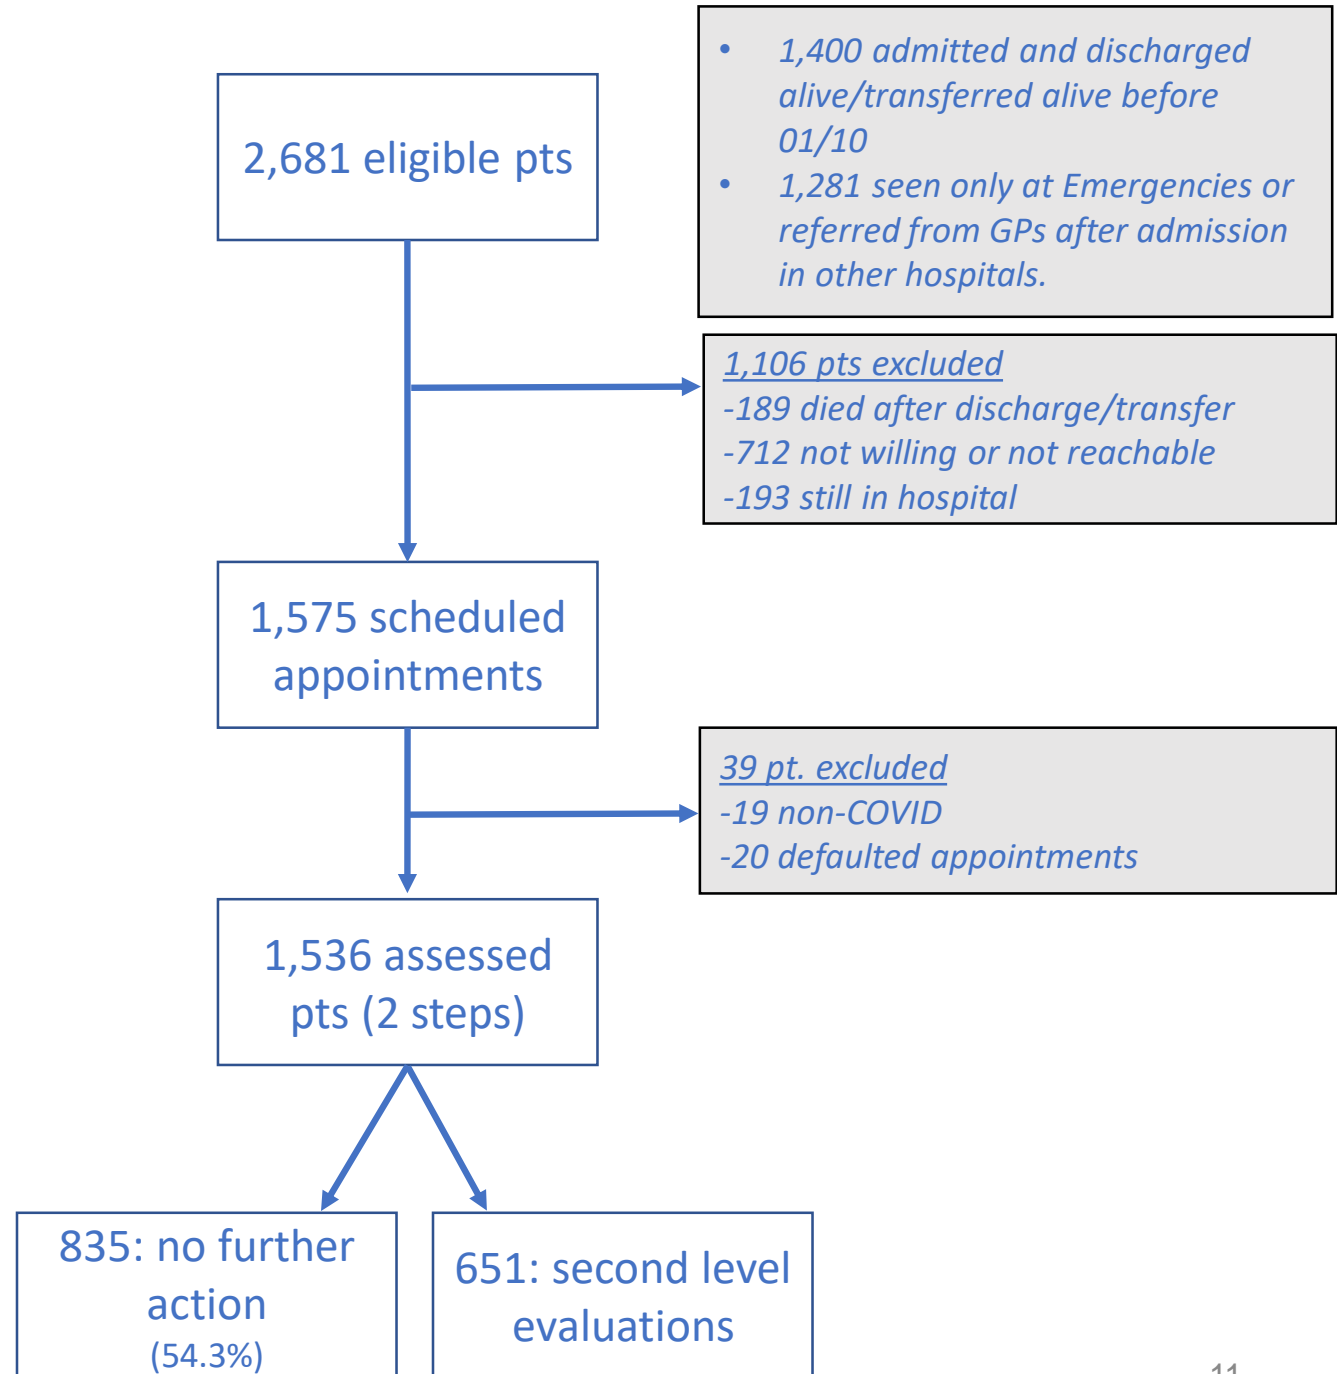 2,681 eligible pts
• 1,400 admitted and discharged
alive/transferred alive before
01/10
• 1,281 seen only at Emergencies or
referred from GPs after admission
in other hospitals.
1,106 pts excluded
-189 died after discharge/transfer
-712 not willing or not reachable
-193 still in hospital
1,575 scheduled
appointments
39 pt. excluded
-19 non-COVID
-20 defaulted appointments
1,536 assessed
pts (2 steps)
835: no further
action
(54.3%)
651: second level
evaluations
11